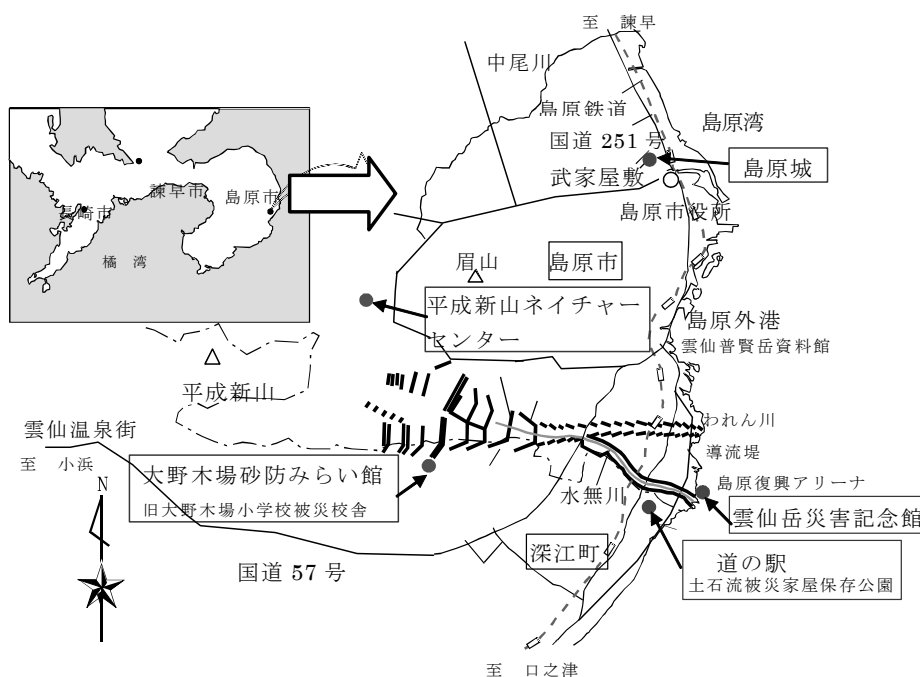 至 諫早
中尾川
島原鉄道
国道 251 号
島原湾
武家屋敷
島原城
島原市役所
諫早市
長崎市
島原市
橘 湾
眉山
島原市
平成新山ネイチャー
センター
島原外港
雲仙普賢岳資料館
平成新山
雲仙温泉街
至 小浜
われん川
導流堤
大野木場砂防みらい館
旧大野木場小学校被災校舎
水無川
島原復興アリーナ
雲仙岳災害記念館
N
国道 57 号
深江町
道の駅
土石流被災家屋保存公園
至 口之津